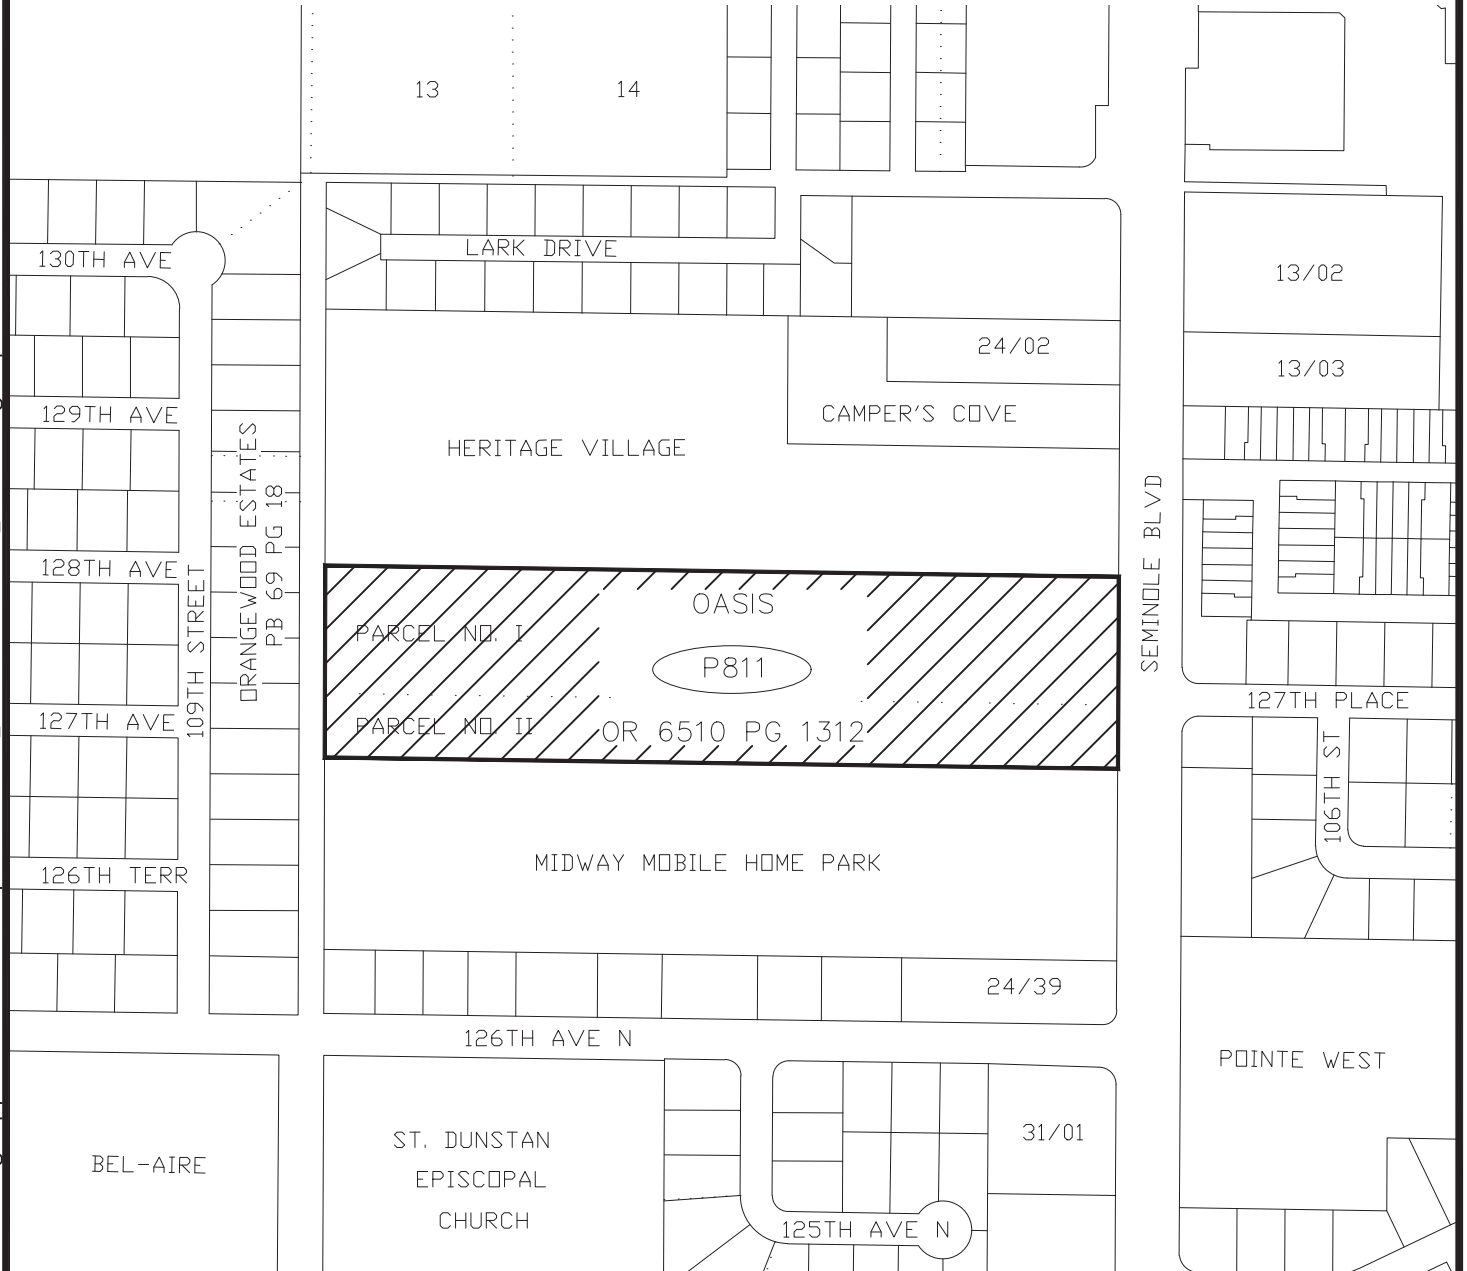 13
14
LARK DRIVE
130TH AVE
13/02
24/02
13/03
129TH AVE
CAMPER'S COVE
HERITAGE VILLAGE
ORANGEWOOD ESTATES
PB 69 PG 18
SEMINOLE BLVD
128TH AVE
109TH STREET
OASIS
PARCEL NO. I
P811
127TH PLACE
127TH AVE
PARCEL NO. II
OR 6510 PG 1312
106TH ST
MIDWAY MOBILE HOME PARK
126TH TERR
24/39
126TH AVE N
POINTE WEST
31/01
ST. DUNSTAN
EPISCOPAL
CHURCH
BEL-AIRE
125TH AVE N